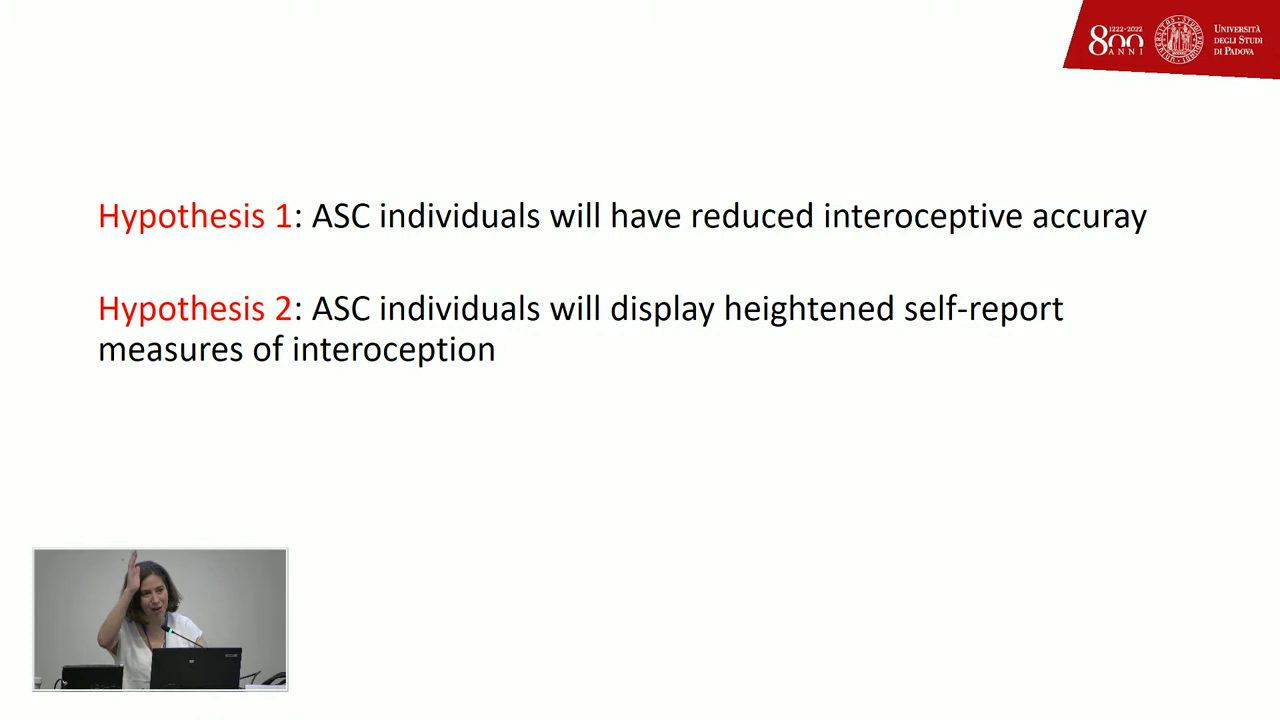 1222·2022
800
ANNI
UNIVERSITÀ
DEGLI STUDI
DI PADOVA
Hypothesis 1: ASC individuals will have reduced interoceptive accuray
Hypothesis 2: ASC individuals will display heightened self-report
measures of interoception